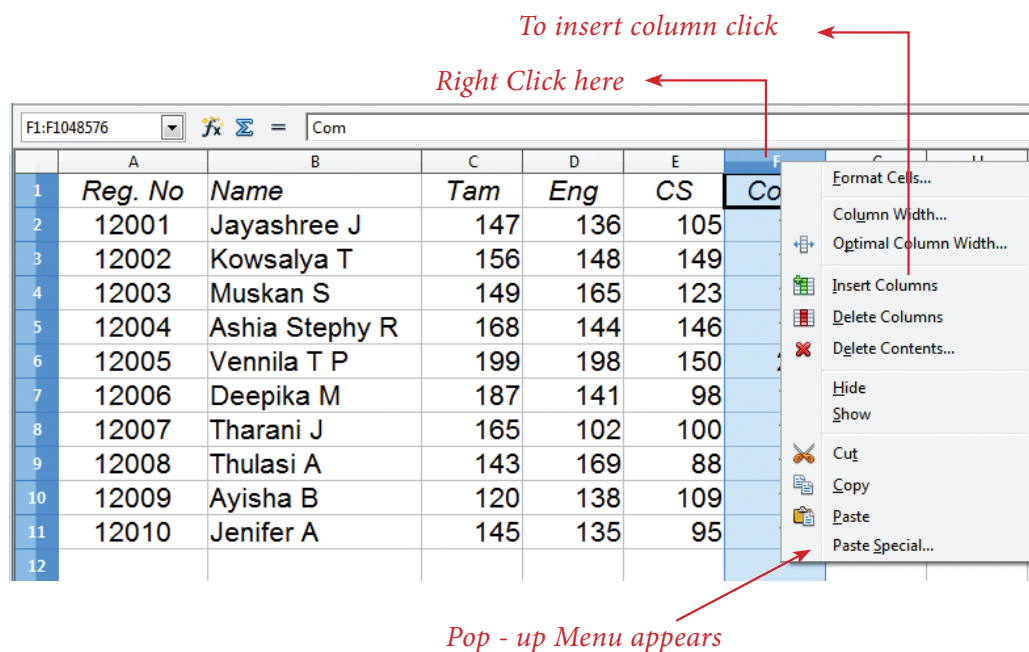 To insert column click
Right Click here
F1:F1048576 Com
A B C D E F
1 Reg. No Name Tam Eng CS Co
2 12001 Jayashree J 147 136 105
3 12002 Kowsalya T 156 148 149
4 12003 Muskan S 149 165 123
5 12004 Ashia Stephy R 168 144 146
6 12005 Vennila T P 199 198 150
7 12006 Deepika M 187 141 98
8 12007 Tharani J 165 102 100
9 12008 Thulasi A 143 169 88
10 12009 Ayisha B 120 138 109
11 12010 Jenifer A 145 135 95
12
Format Cells...
Column Width...
Optimal Column Width...
Insert Columns
Delete Columns
Delete Contents...
Hide
Show
Cut
Copy
Paste
Paste Special...
Pop - up Menu appears